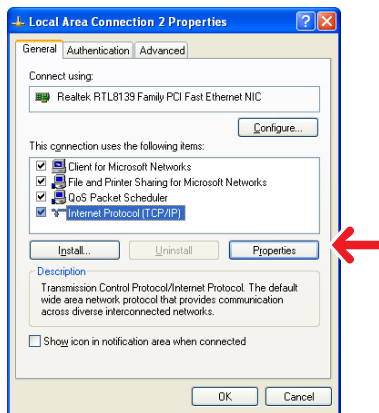 Local Area Connection 2 Properties
General Authentication Advanced
Connect using:
Realtek RTL8139 Family PCI Fast Ethernet NIC
Configure...
This connection uses the following items:
Client for Microsoft Networks
File and Printer Sharing for Microsoft Networks
QoS Packet Scheduler
Internet Protocol (TCP/IP)
Install... Uninstall Properties
Description
Transmission Control Protocol/Internet Protocol. The default
wide area network protocol that provides communication
across diverse interconnected networks.
Show icon in notification area when connected
OK Cancel